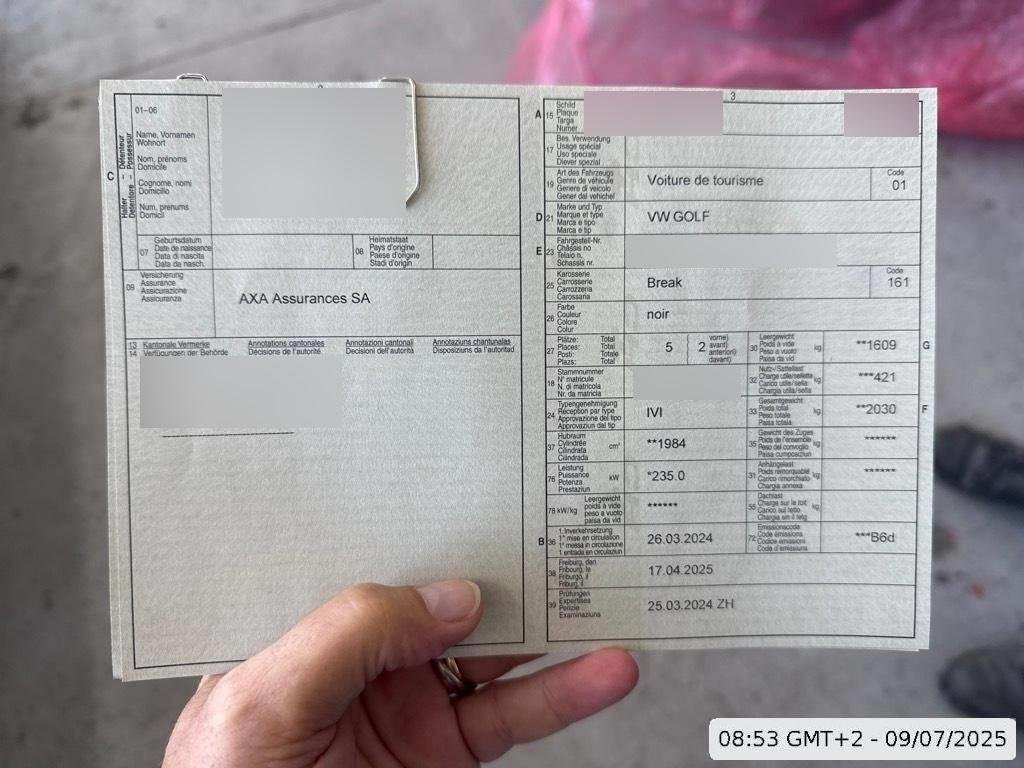 3
01–06
Détenteur
Possessur
Halter
Detentore
C
Name, Vornamen
Wohnort
Nom, prénoms
Domicile
Cognome, nomi
Domicilio
Num, prenums
Domicil
07
Geburtsdatum
Date de naissance
Data di nascita
Data da nasch.
08
Heimatstaat
Pays d'origine
Paese d'origine
Stadi d'origin
09
Versicherung
Assurance
Assicurazione
Assicuranza
AXA Assurances SA
13 Kantonale Vermerke Annotations cantonales Annotazioni cantonali Annotaziuns chantunalas
14 Verfügungen der Behörde Décisions de l'autorité Decisioni dell'autorità Disposiziuns da l'autoritad
A 15
Schild
Plaque
Targa
Numer
17
Bes. Verwendung
Usage spécial
Uso speciale
Diever spezial
19
Art des Fahrzeugs
Genre de véhicule
Genere di veicolo
Gener dal vehichel
Voiture de tourisme
Code
01
D 21
Marke und Typ
Marque et type
Marca e tipo
Marca e tip
VW GOLF
E 23
Fahrgestell-Nr.
Châssis no
Telaio n.
Schassis nr.
25
Karosserie
Carrosserie
Carrozzeria
Carossaria
Break
Code
161
26
Farbe
Couleur
Colore
Colur
noir
27
Plätze: Total
Places: Total
Posti: Totale
Plazs: Total
5
2
vorne)
avant)
anteriori)
davant)
30
Leergewicht
Poids à vide
Peso a vuoto
Paisa da vid
kg
**1609
G
18
Stammnummer
N° matricule
N. di matricola
Nr. da matricla
32
Nutz-/Sattellast
Charge utile/sellette
Carico utile/sella
Chargia utila/sella
kg
***421
24
Typengenehmigung
Réception par type
Approvazione del tipo
Approvaziun dal tip
IVI
33
Gesamtgewicht
Poids total
Peso totale
Paisa totala
kg
**2030
F
37
Hubraum
Cylindrée
Cilindrata
Cilindrada
cm³
**1984
35
Gewicht des Zuges
Poids de l'ensemble
Peso del convoglio
Paisa cumposiziun
kg
******
76
Leistung
Puissance
Potenza
Prestaziun
kW
*235.0
31
Anhängelast
Poids remorquable
Carico rimorchiato
Chargia annexa
kg
******
78 kW/kg
Leergewicht
poids à vide
peso a vuoto
paisa da vid
******
55
Dachlast
Charge sur le toit
Carico sul tetto
Chargia sin il tetg
kg
B 36
1. Inverkehrsetzung
1re mise en circulation
1a messa in circolazione
1. entrada en circulaziun
26.03.2024
72
Emissionscode
Code émissions
Codice emissioni
Code d'emissiuns
***B6d
38
Freiburg, den
Fribourg, le
Friburgo, il
Friburg, il
17.04.2025
39
Prüfungen
Expertises
Perizie
Examinaziuns
25.03.2024 ZH
08:53 GMT+2 - 09/07/2025